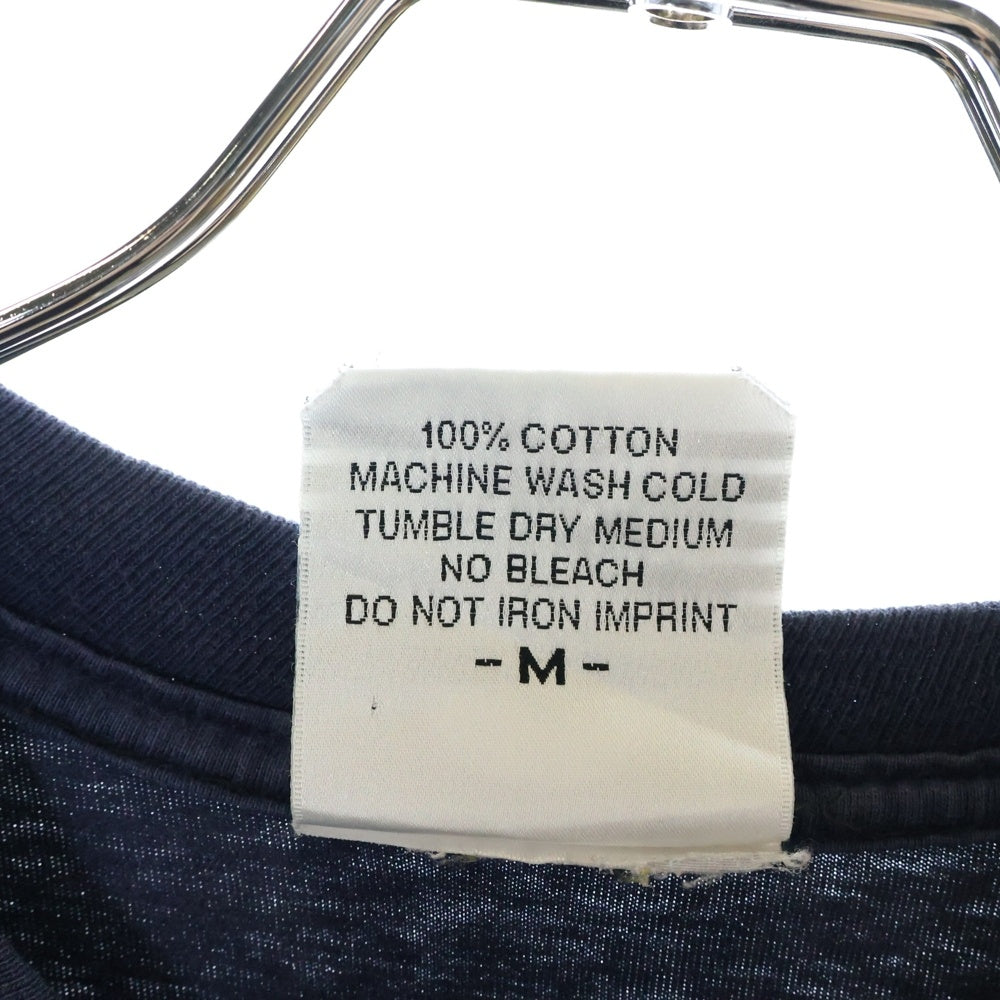 100% COTTON
MACHINE WASH COLD
TUMBLE DRY MEDIUM
NO BLEACH
DO NOT IRON IMPRINT
- M -